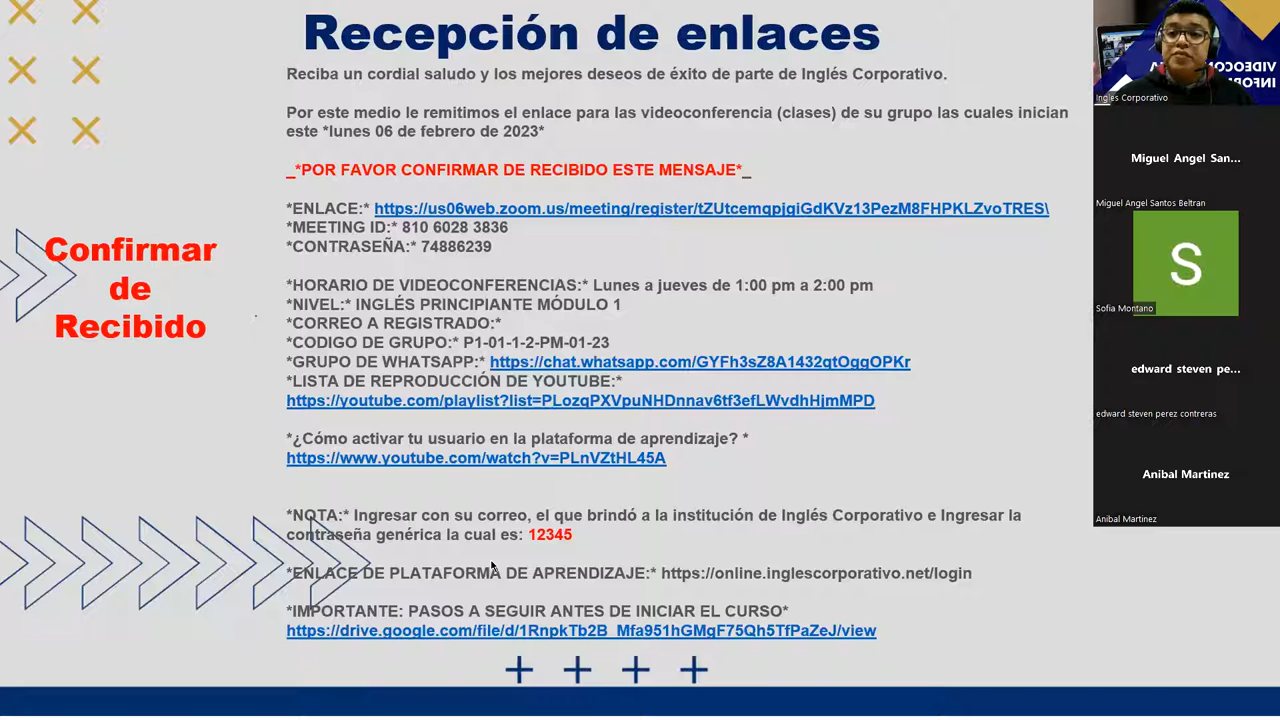 Recepción de enlaces
Reciba un cordial saludo y los mejores deseos de éxito de parte de Inglés Corporativo.
Por este medio le remitimos el enlace para las videoconferencia (clases) de su grupo las cuales inician
este *lunes 06 de febrero de 2023*
_*POR FAVOR CONFIRMAR DE RECIBIDO ESTE MENSAJE*_
*ENLACE:* https://us06web.zoom.us/meeting/register/tZUtcemqpjgiGdKVz13PezM8FHPKLZvoTRES\
*MEETING ID:* 810 6028 3836
*CONTRASEÑA:* 74886239
*HORARIO DE VIDEOCONFERENCIAS:* Lunes a jueves de 1:00 pm a 2:00 pm
*NIVEL:* INGLÉS PRINCIPIANTE MÓDULO 1
*CORREO A REGISTRADO:*
*CODIGO DE GRUPO:* P1-01-1-2-PM-01-23
*GRUPO DE WHATSAPP:* https://chat.whatsapp.com/GYFh3sZ8A1432qtOggOPKr
*LISTA DE REPRODUCCIÓN DE YOUTUBE:*
https://youtube.com/playlist?list=PLozqPXVpuNHDnnav6tf3efLWvdhHjmMPD
*¿Cómo activar tu usuario en la plataforma de aprendizaje? *
https://www.youtube.com/watch?v=PLnVZtHL45A
*NOTA:* Ingresar con su correo, el que brindó a la institución de Inglés Corporativo e Ingresar la
contraseña genérica la cual es: 12345
*ENLACE DE PLATAFORMA DE APRENDIZAJE:* https://online.inglescorporativo.net/login
*IMPORTANTE: PASOS A SEGUIR ANTES DE INICIAR EL CURSO*
https://drive.google.com/file/d/1RnpkTb2B_Mfa951hGMgF75Qh5TfPaZeJ/view
Confirmar
de
Recibido
Ingles Corporativo
Miguel Angel San...
Miguel Angel Santos Beltran
S
Sofia Montano
edward steven pe...
edward steven perez contreras
Anibal Martinez
Anibal Martinez